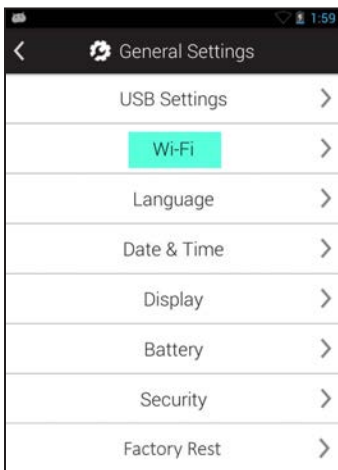 1:59
General Settings
USB Settings
Wi-Fi
Language
Date & Time
Display
Battery
Security
Factory Rest